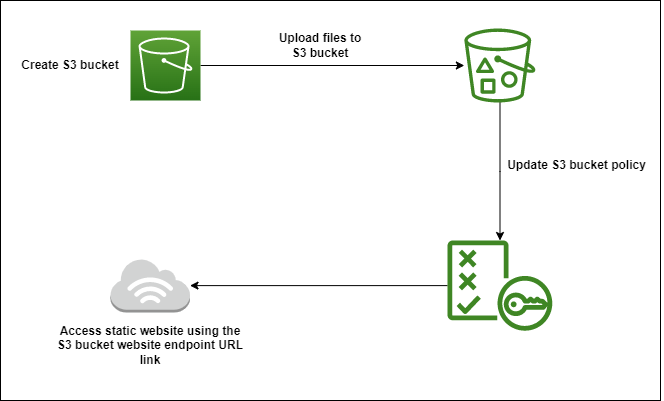 Upload files to
S3 bucket
Create S3 bucket
Update S3 bucket policy
Access static website using the
S3 bucket website endpoint URL
link